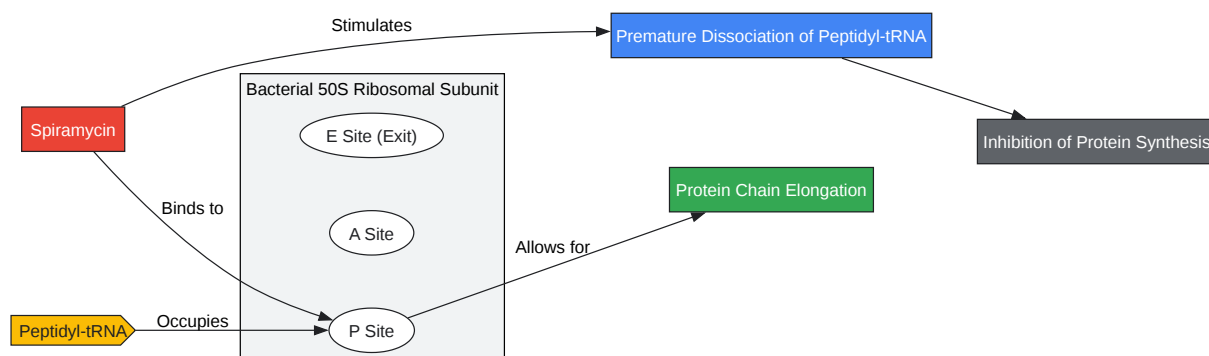 Stimulates
Premature Dissociation of Peptidyl-tRNA
Bacterial 50S Ribosomal Subunit
Spiramycin
E Site (Exit)
Inhibition of Protein Synthesis
Protein Chain Elongation
Binds to
A Site
Allows for
Peptidyl-tRNA
Occupies
P Site